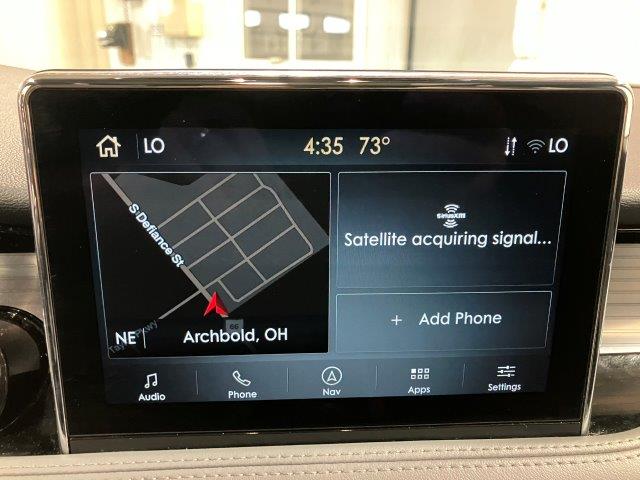 LO 4:35 73° LO
S Defiance St
66
NE Archbold, OH
SiriusXM
Satellite acquiring signal...
+ Add Phone
Audio Phone Nav Apps Settings